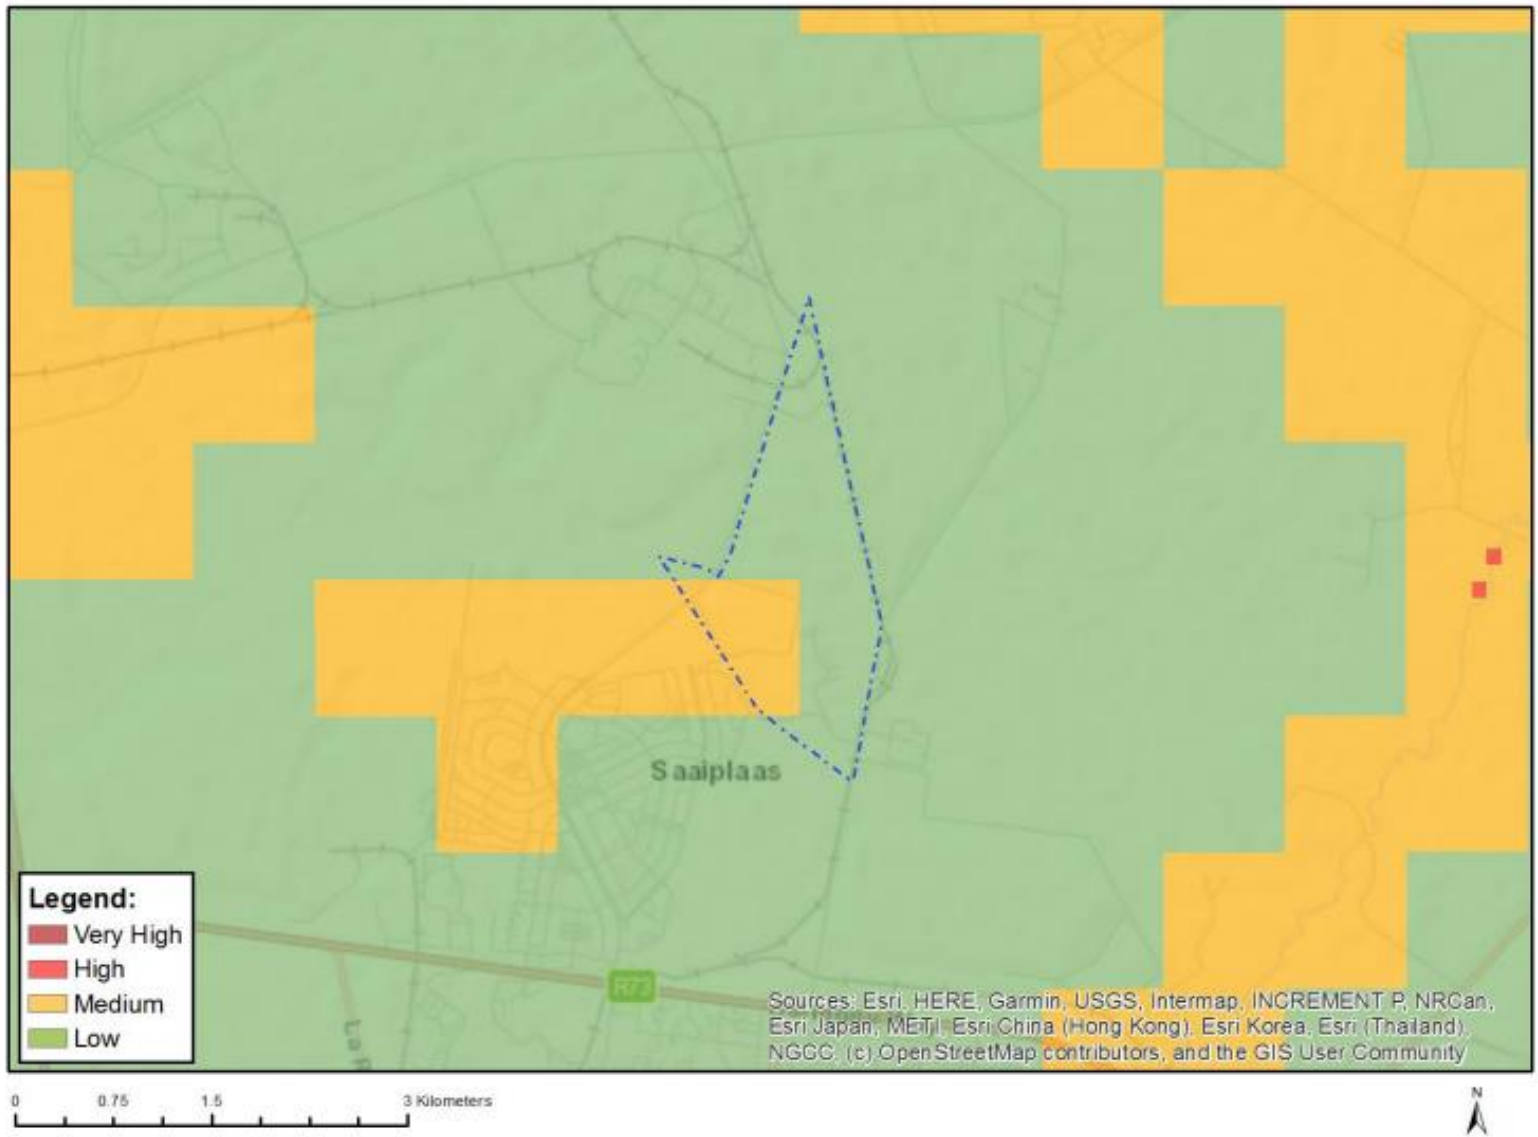 Saaiplaas
Legend:
Very High
High
Medium
Low
R73
Sources: Esri, HERE, Garmin, USGS, Intermap, INCREMENT P, NRCan,
Esri Japan, METI, Esri China (Hong Kong), Esri Korea, Esri (Thailand),
NGCC, (c) OpenStreetMap contributors, and the GIS User Community
0 0.75 1.5 3 Kilometers
N